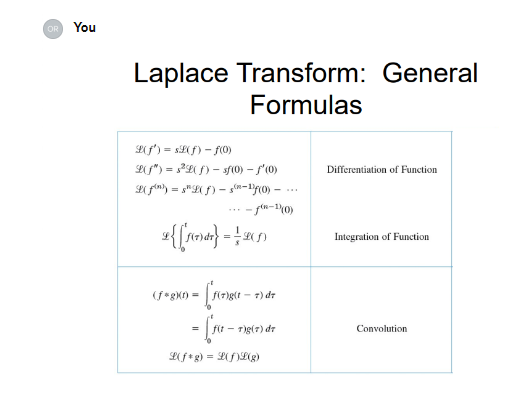 OR You
Laplace Transform: General
Formulas
ℒ(f′) = sℒ(f) − f(0)
ℒ(f″) = s²ℒ(f) − sf(0) − f′(0)
Differentiation of Function
ℒ(f⁽ⁿ⁾) = sⁿℒ(f) − s⁽ⁿ⁻¹⁾f(0) − ⋯
⋯ − f⁽ⁿ⁻¹⁾(0)
ℒ{∫₀ᵗ f(τ) dτ} = 1/s ℒ(f)
Integration of Function
(f * g)(t) = ∫₀ᵗ f(τ)g(t − τ) dτ
= ∫₀ᵗ f(t − τ)g(τ) dτ
Convolution
ℒ(f * g) = ℒ(f)ℒ(g)